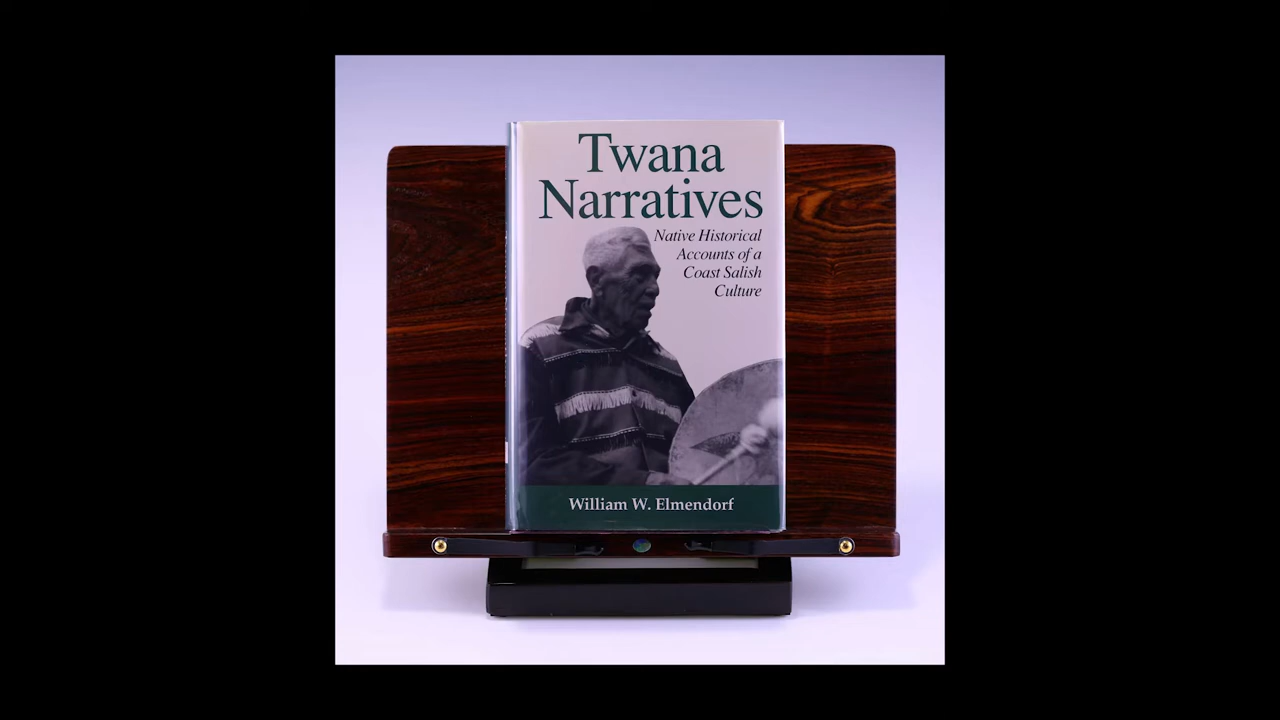 Twana
Narratives
Native Historical
Accounts of a
Coast Salish
Culture
William W. Elmendorf